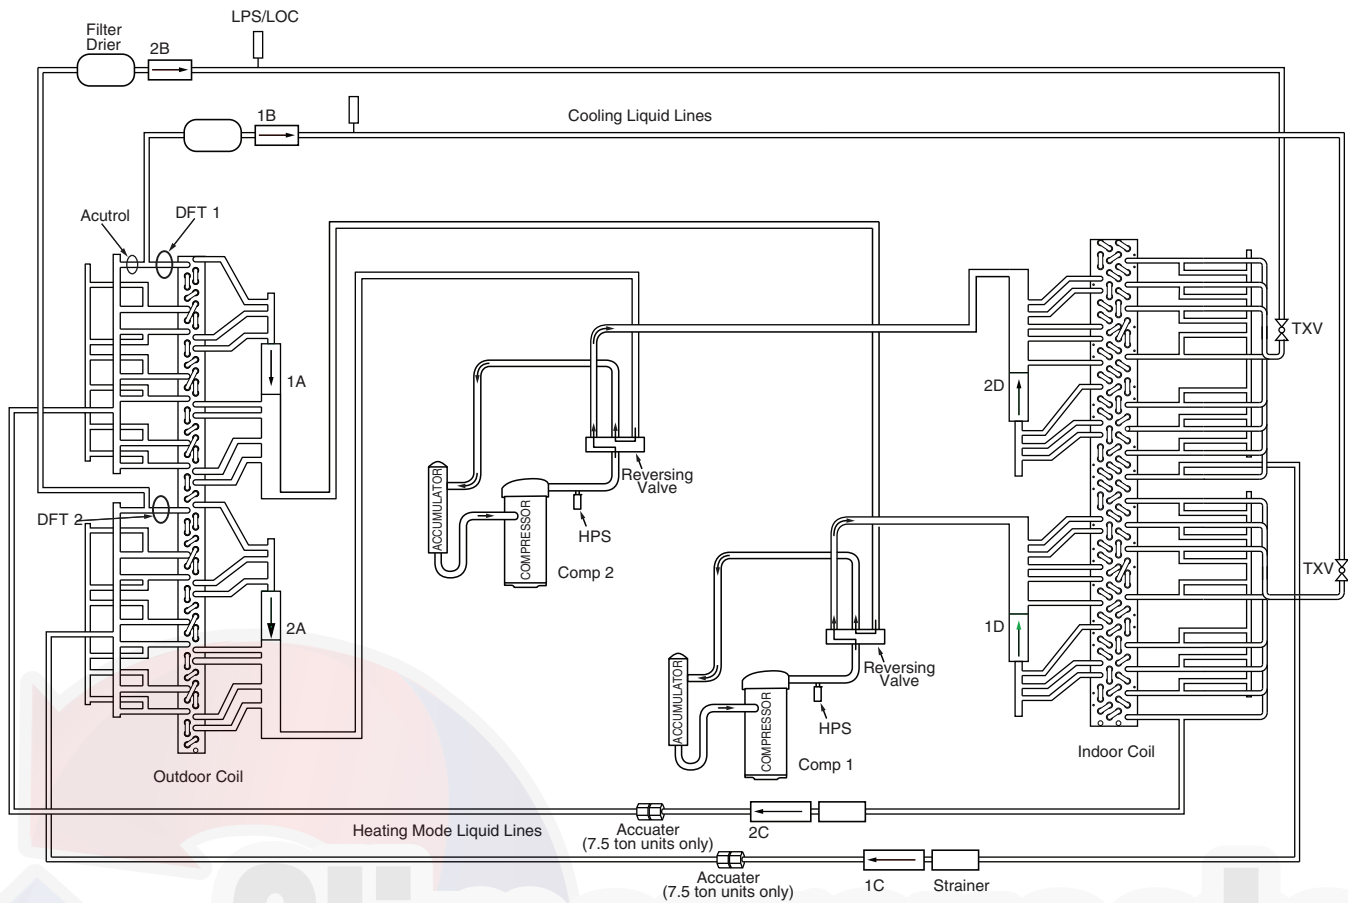 LPS/LOC
Filter
Drier
2B
1B
Cooling Liquid Lines
Acutrol
DFT 1
TXV
1A
2D
Reversing
Valve
ACCUMULATOR
COMPRESSOR
HPS
DFT 2
Comp 2
TXV
2A
1D
Reversing
Valve
ACCUMULATOR
COMPRESSOR
HPS
Comp 1
Indoor Coil
Outdoor Coil
Heating Mode Liquid Lines
Accuater
(7.5 ton units only)
2C
Accuater
(7.5 ton units only)
1C
Strainer